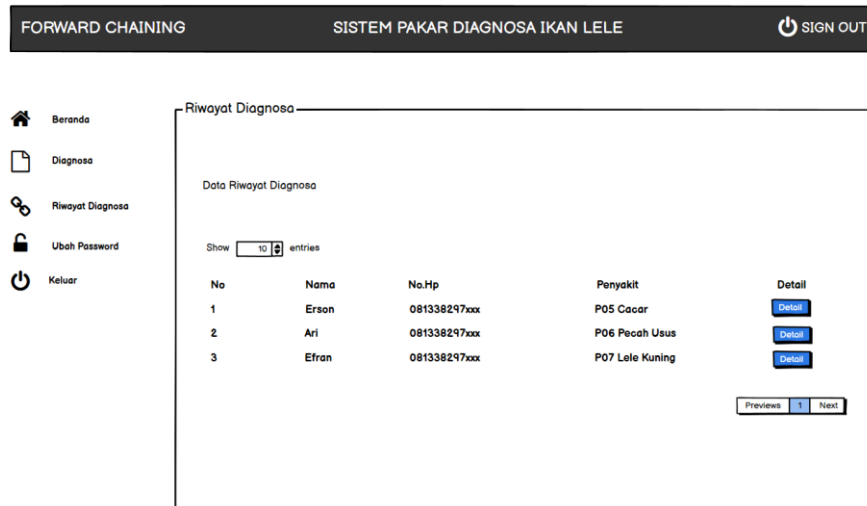 FORWARD CHAINING SISTEM PAKAR DIAGNOSA IKAN LELE SIGN OUT
Beranda
Diagnosa
Riwayat Diagnosa
Ubah Password
Keluar
Riwayat Diagnosa
Data Riwayat Diagnosa
Show 10 entries
No Nama No.Hp Penyakit Detail
1 Erson 081338297xxx P05 Cacar Detail
2 Ari 081338297xxx P06 Pecah Usus Detail
3 Efran 081338297xxx P07 Lele Kuning Detail
Previews 1 Next